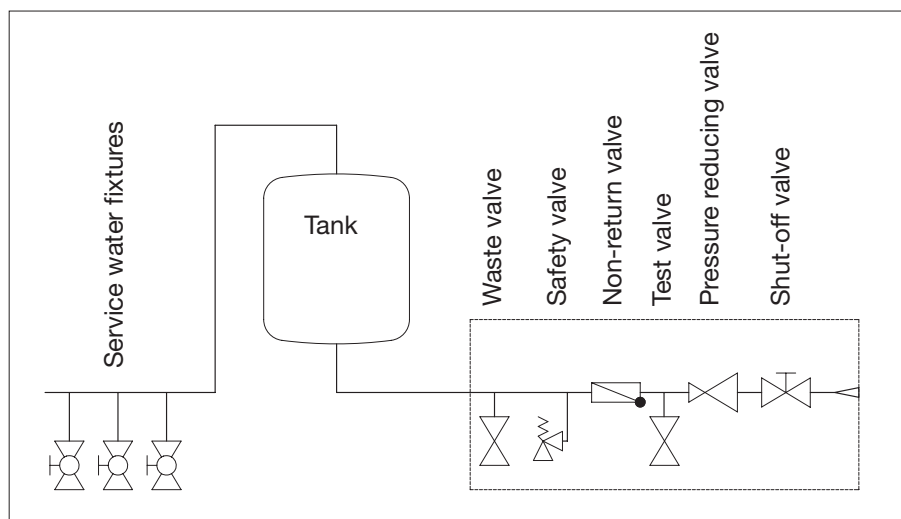 Service water fixtures
Tank
Waste valve
Safety valve
Non-return valve
Test valve
Pressure reducing valve
Shut-off valve